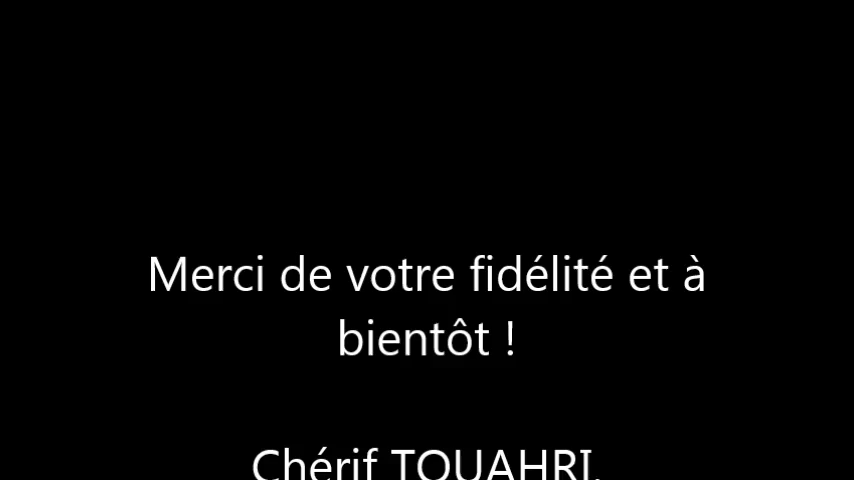 Merci de votre fidélité et à
bientôt !
Chérif TOUAHRI.